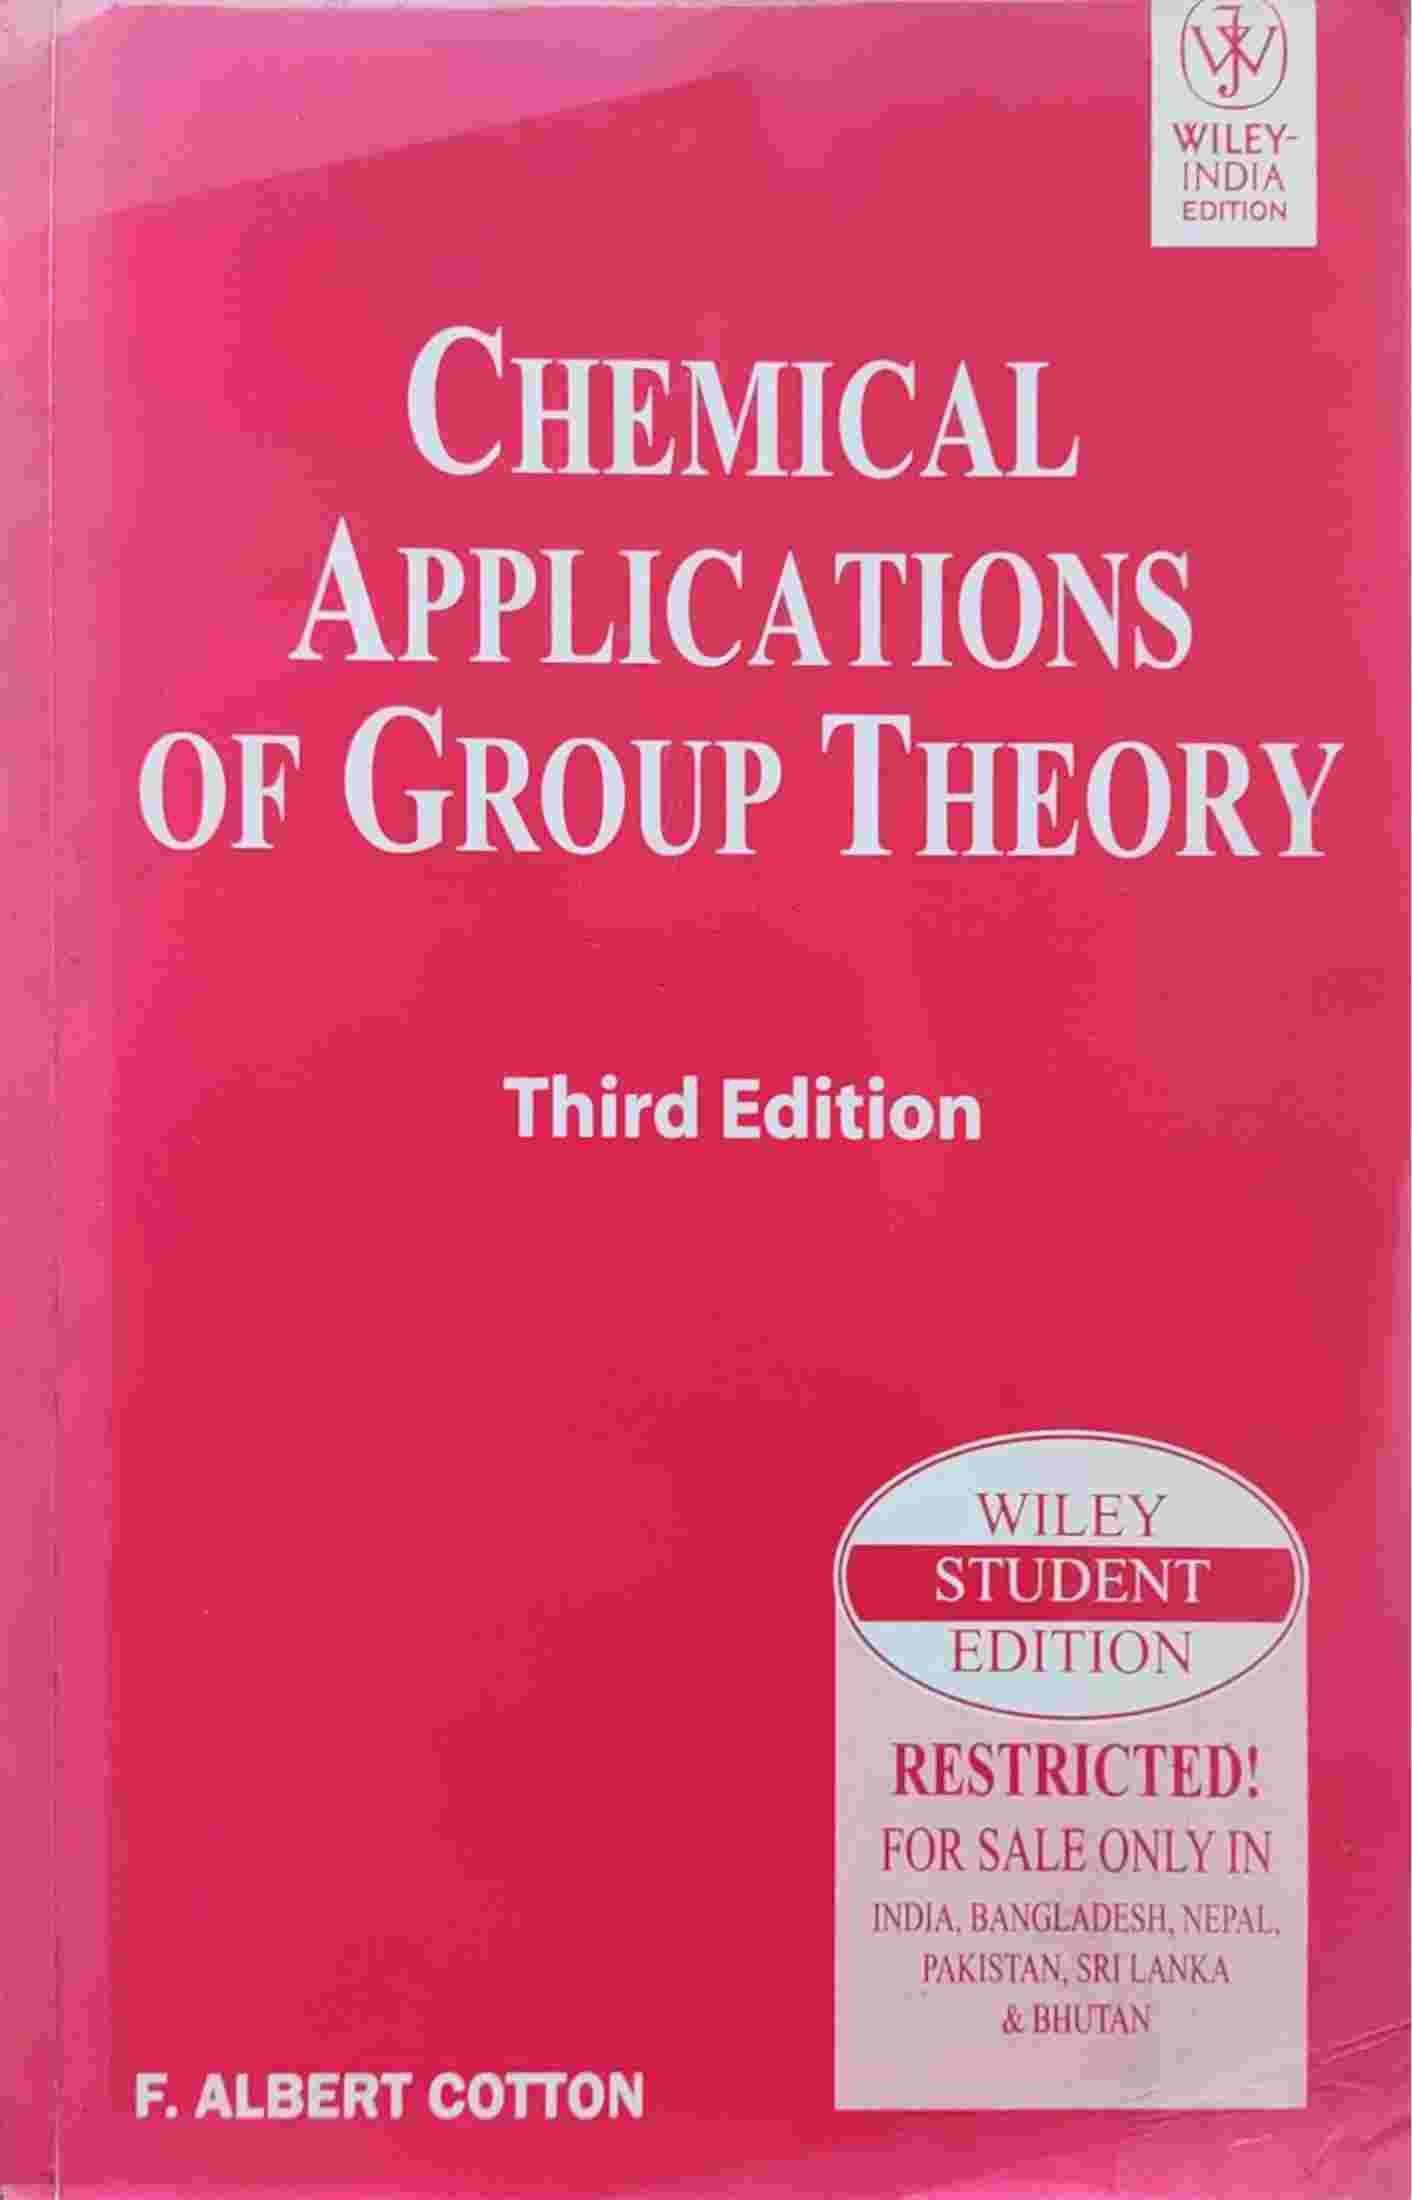 WILEY-
INDIA
EDITION
CHEMICAL
APPLICATIONS
OF GROUP THEORY
Third Edition
WILEY
STUDENT
EDITION
RESTRICTED!
FOR SALE ONLY IN
INDIA, BANGLADESH, NEPAL,
PAKISTAN, SRI LANKA
& BHUTAN
F. ALBERT COTTON